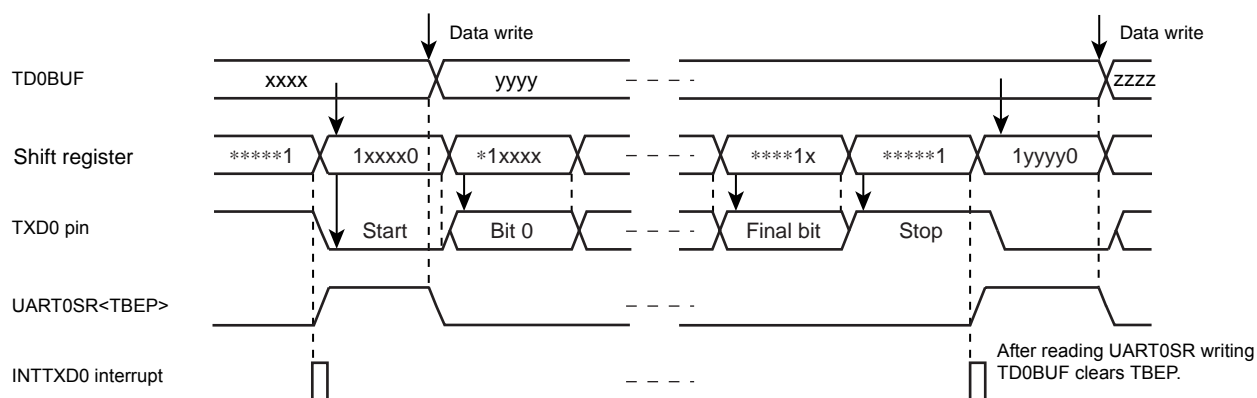 Data write Data write
TD0BUF xxxx yyyy zzzz
Shift register *****1 1xxxx0 *1xxxx ****1x *****1 1yyyy0
TXD0 pin Start Bit 0 Final bit Stop
UART0SR<TBEP>
INTTXD0 interrupt
After reading UART0SR writing
TD0BUF clears TBEP.